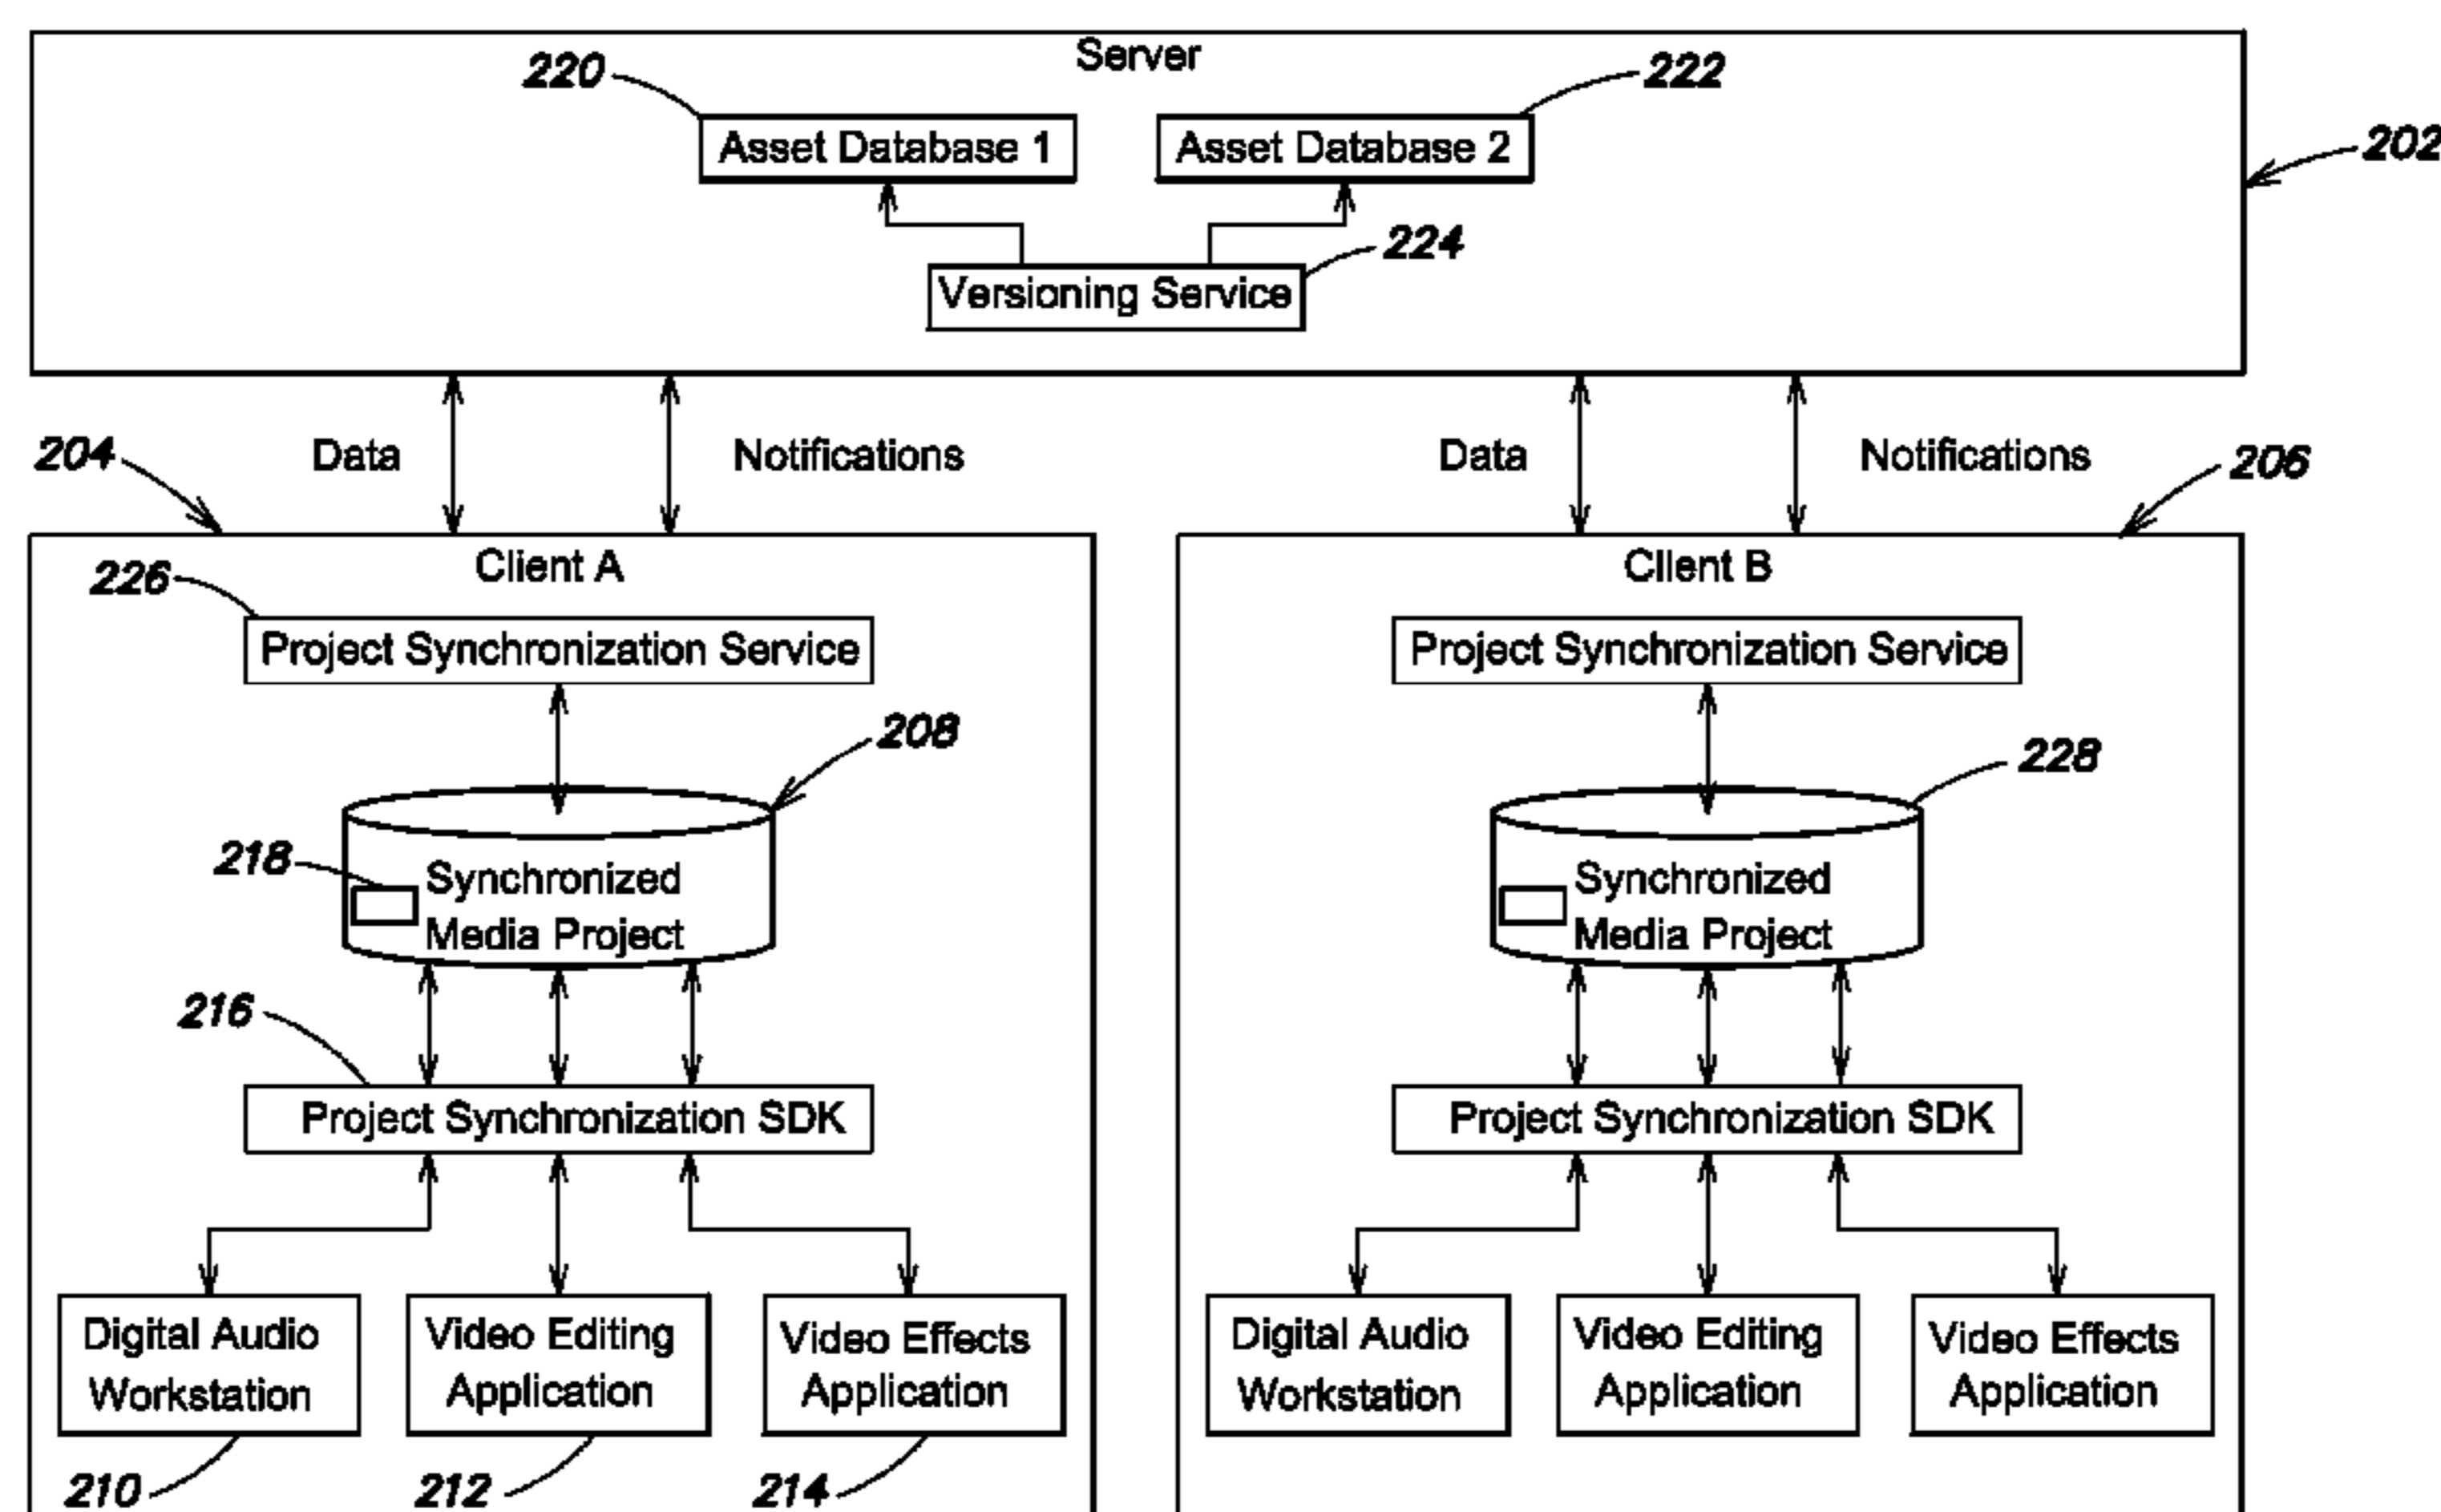 Server
220
222
Asset Database 1
Asset Database 2
202
224
Versioning Service
204
Data
Notifications
Data
Notifications
206
Client A
Client B
226
Project Synchronization Service
Project Synchronization Service
208
228
218
Synchronized
Media Project
Synchronized
Media Project
216
Project Synchronization SDK
Project Synchronization SDK
Digital Audio
Workstation
Video Editing
Application
Video Effects
Application
Digital Audio
Workstation
Video Editing
Application
Video Effects
Application
210
212
214